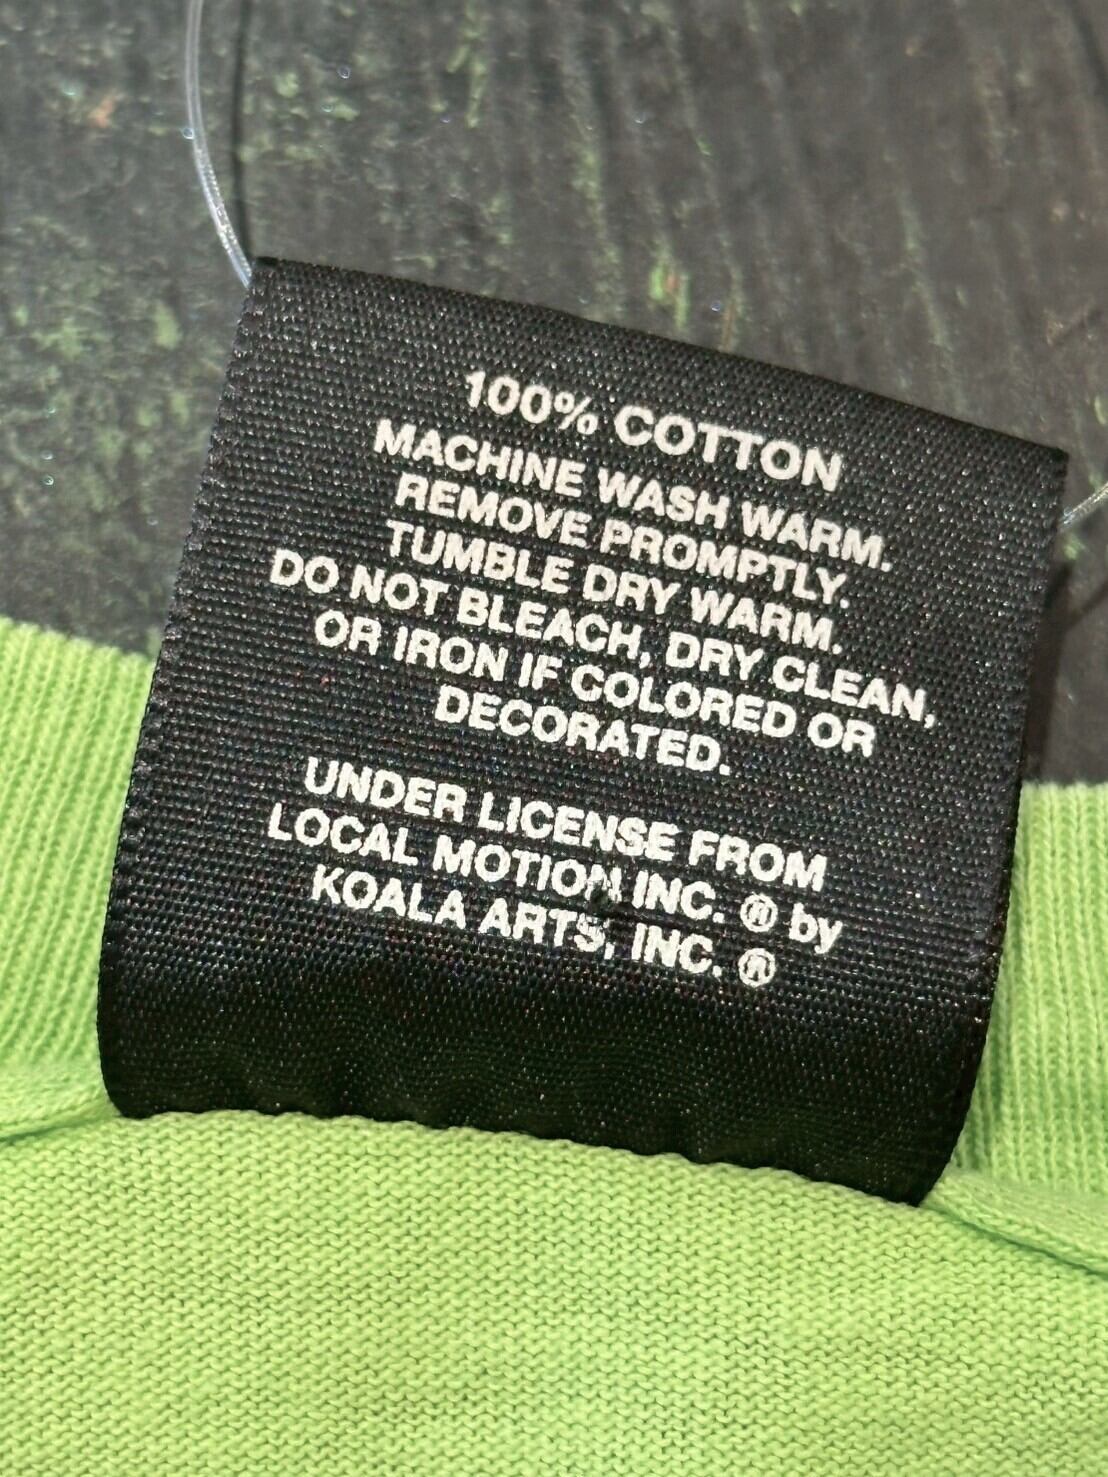 100% COTTON
MACHINE WASH WARM.
REMOVE PROMPTLY.
TUMBLE DRY WARM.
DO NOT BLEACH, DRY CLEAN,
OR IRON IF COLORED OR
DECORATED.
UNDER LICENSE FROM
LOCAL MOTION INC. ® by
KOALA ARTS, INC. ®